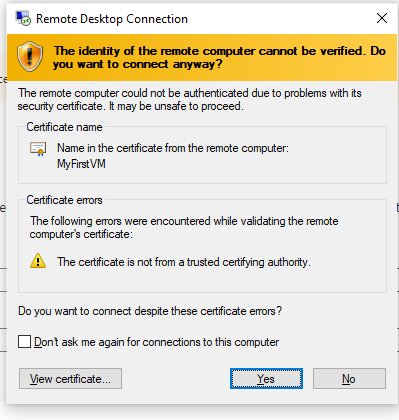 Remote Desktop Connection
The identity of the remote computer cannot be verified. Do
you want to connect anyway?
The remote computer could not be authenticated due to problems with its
security certificate. It may be unsafe to proceed.
Certificate name
Name in the certificate from the remote computer:
MyFirstVM
Certificate errors
The following errors were encountered while validating the remote
computer's certificate:
The certificate is not from a trusted certifying authority.
Do you want to connect despite these certificate errors?
Don't ask me again for connections to this computer
View certificate...
Yes
No